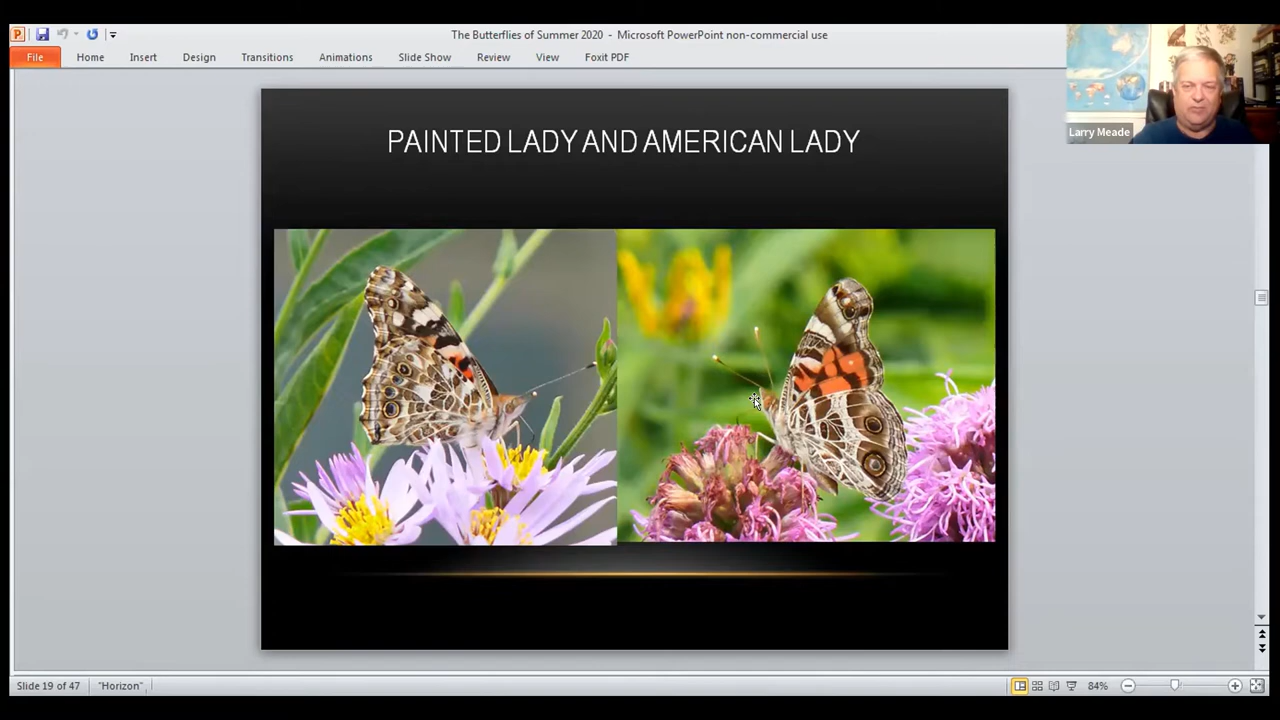 The Butterflies of Summer 2020 - Microsoft PowerPoint non-commercial use
File Home Insert Design Transitions Animations Slide Show Review View Foxit PDF
Larry Meade
PAINTED LADY AND AMERICAN LADY
Slide 19 of 47 "Horizon" 84%